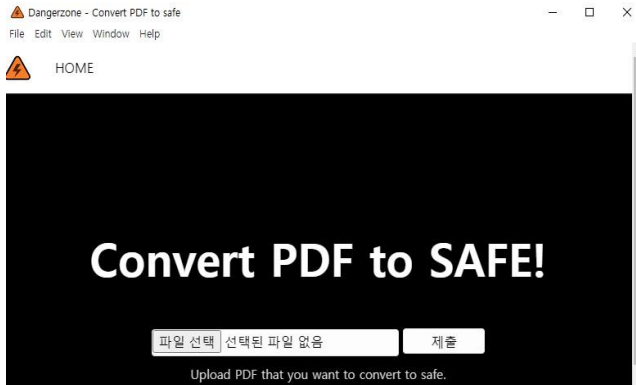 Dangerzone - Convert PDF to safe
File Edit View Window Help
HOME
Convert PDF to SAFE!
파일 선택 선택된 파일 없음 제출
Upload PDF that you want to convert to safe.